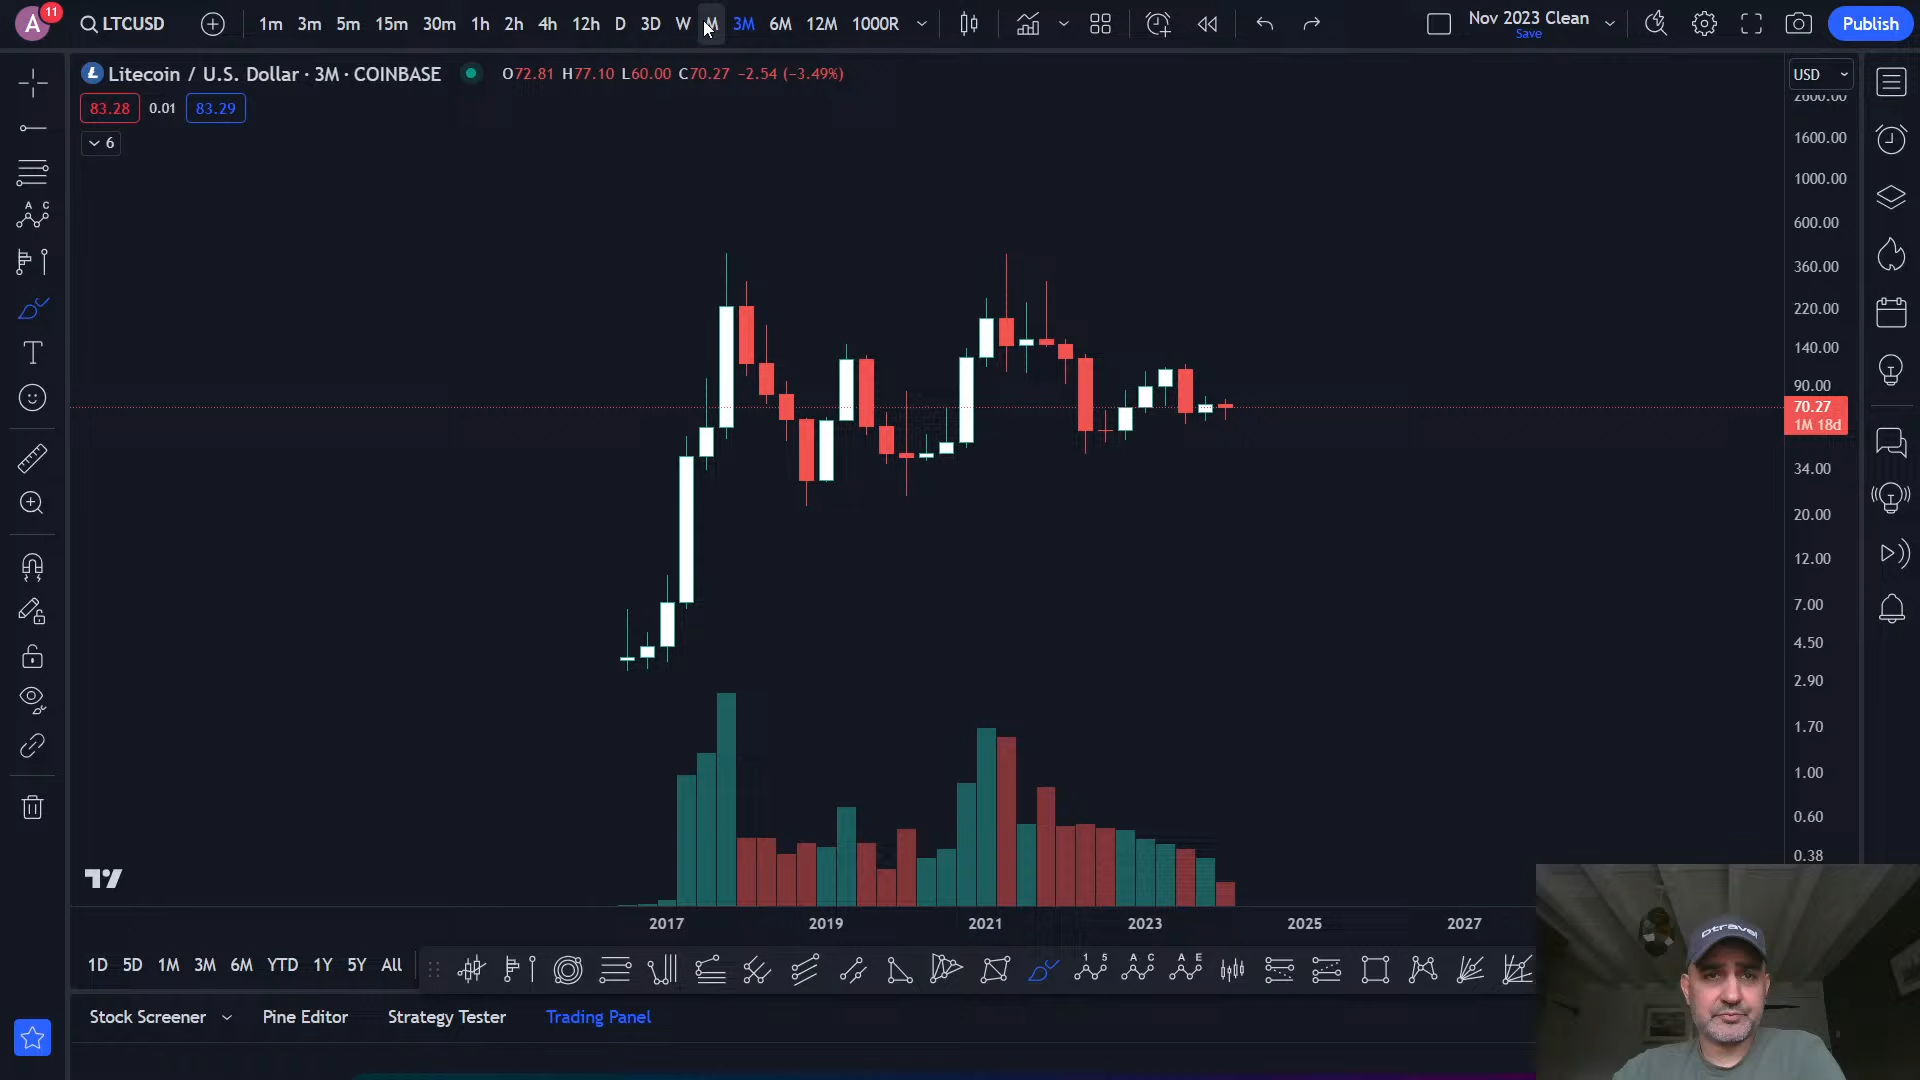 A
11
LTCUSD
1m 3m 5m 15m 30m 1h 2h 4h 12h D 3D W M 3M 6M 12M 1000R
Nov 2023 Clean
Save
Publish
Litecoin / U.S. Dollar · 3M · COINBASE
O72.81 H77.10 L60.00 C70.27 −2.54 (−3.49%)
83.28 0.01 83.29
6
USD
2600.00
1600.00
1000.00
600.00
360.00
220.00
140.00
90.00
70.27
1M 18d
34.00
20.00
12.00
7.00
4.50
2.90
1.70
1.00
0.60
0.38
2017 2019 2021 2023 2025 2027
1D 5D 1M 3M 6M YTD 1Y 5Y All
Stock Screener Pine Editor Strategy Tester Trading Panel
Dtravel